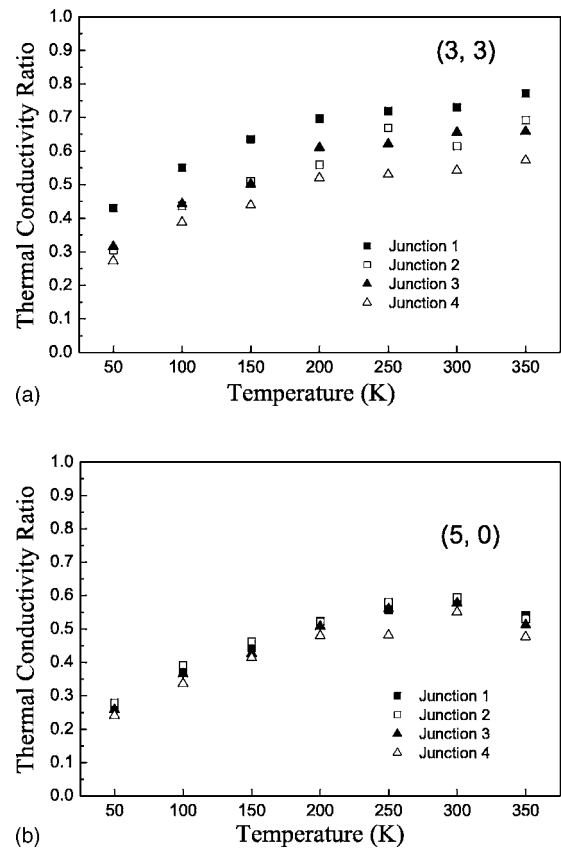 1.0
0.9
0.8
0.7
0.6
0.5
0.4
0.3
0.2
0.1
0.0
Thermal Conductivity Ratio
(3, 3)
Junction 1
Junction 2
Junction 3
Junction 4
50 100 150 200 250 300 350
Temperature (K)
(a)
1.0
0.9
0.8
0.7
0.6
0.5
0.4
0.3
0.2
0.1
0.0
Thermal Conductivity Ratio
(5, 0)
Junction 1
Junction 2
Junction 3
Junction 4
50 100 150 200 250 300 350
Temperature (K)
(b)